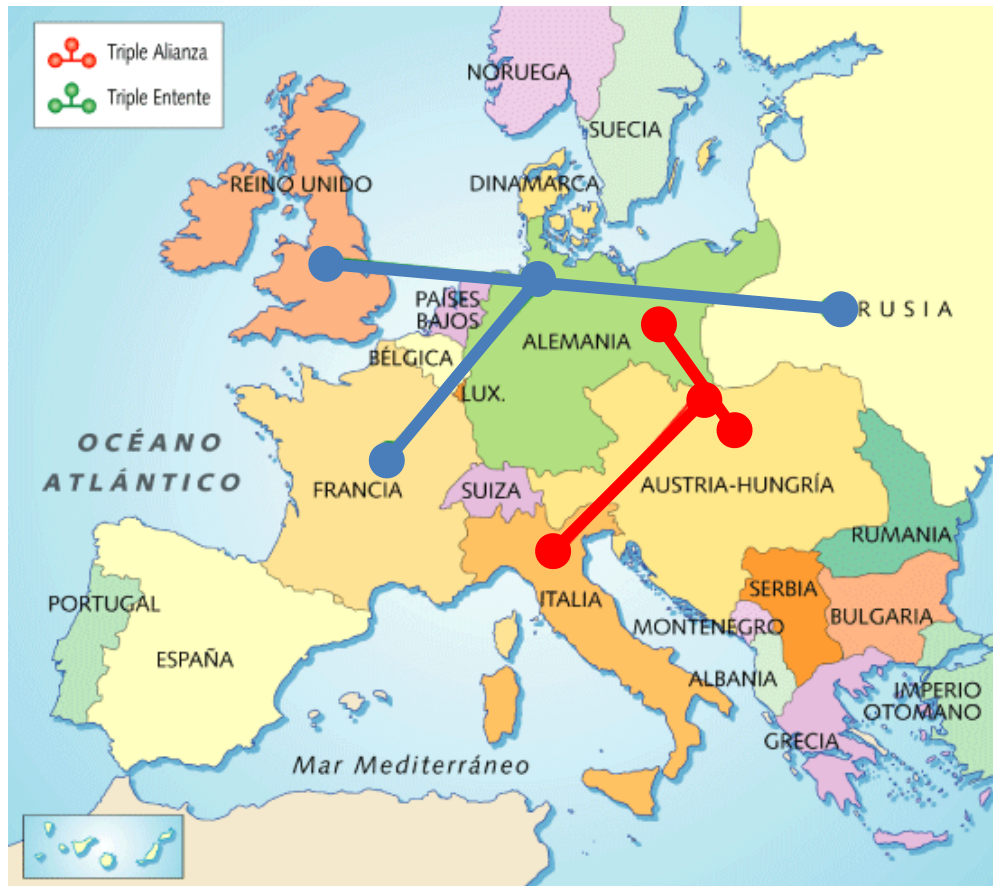 Triple Alianza
Triple Entente
NORUEGA
SUECIA
REINO UNIDO
DINAMARCA
PAÍSES
BAJOS
RUSIA
ALEMANIA
BÉLGICA
LUX.
OCÉANO
ATLÁNTICO
FRANCIA
SUIZA
AUSTRIA-HUNGRÍA
RUMANIA
SERBIA
ITALIA
PORTUGAL
BULGARIA
MONTENEGRO
ESPAÑA
ALBANIA
IMPERIO
OTOMANO
GRECIA
Mar Mediterráneo